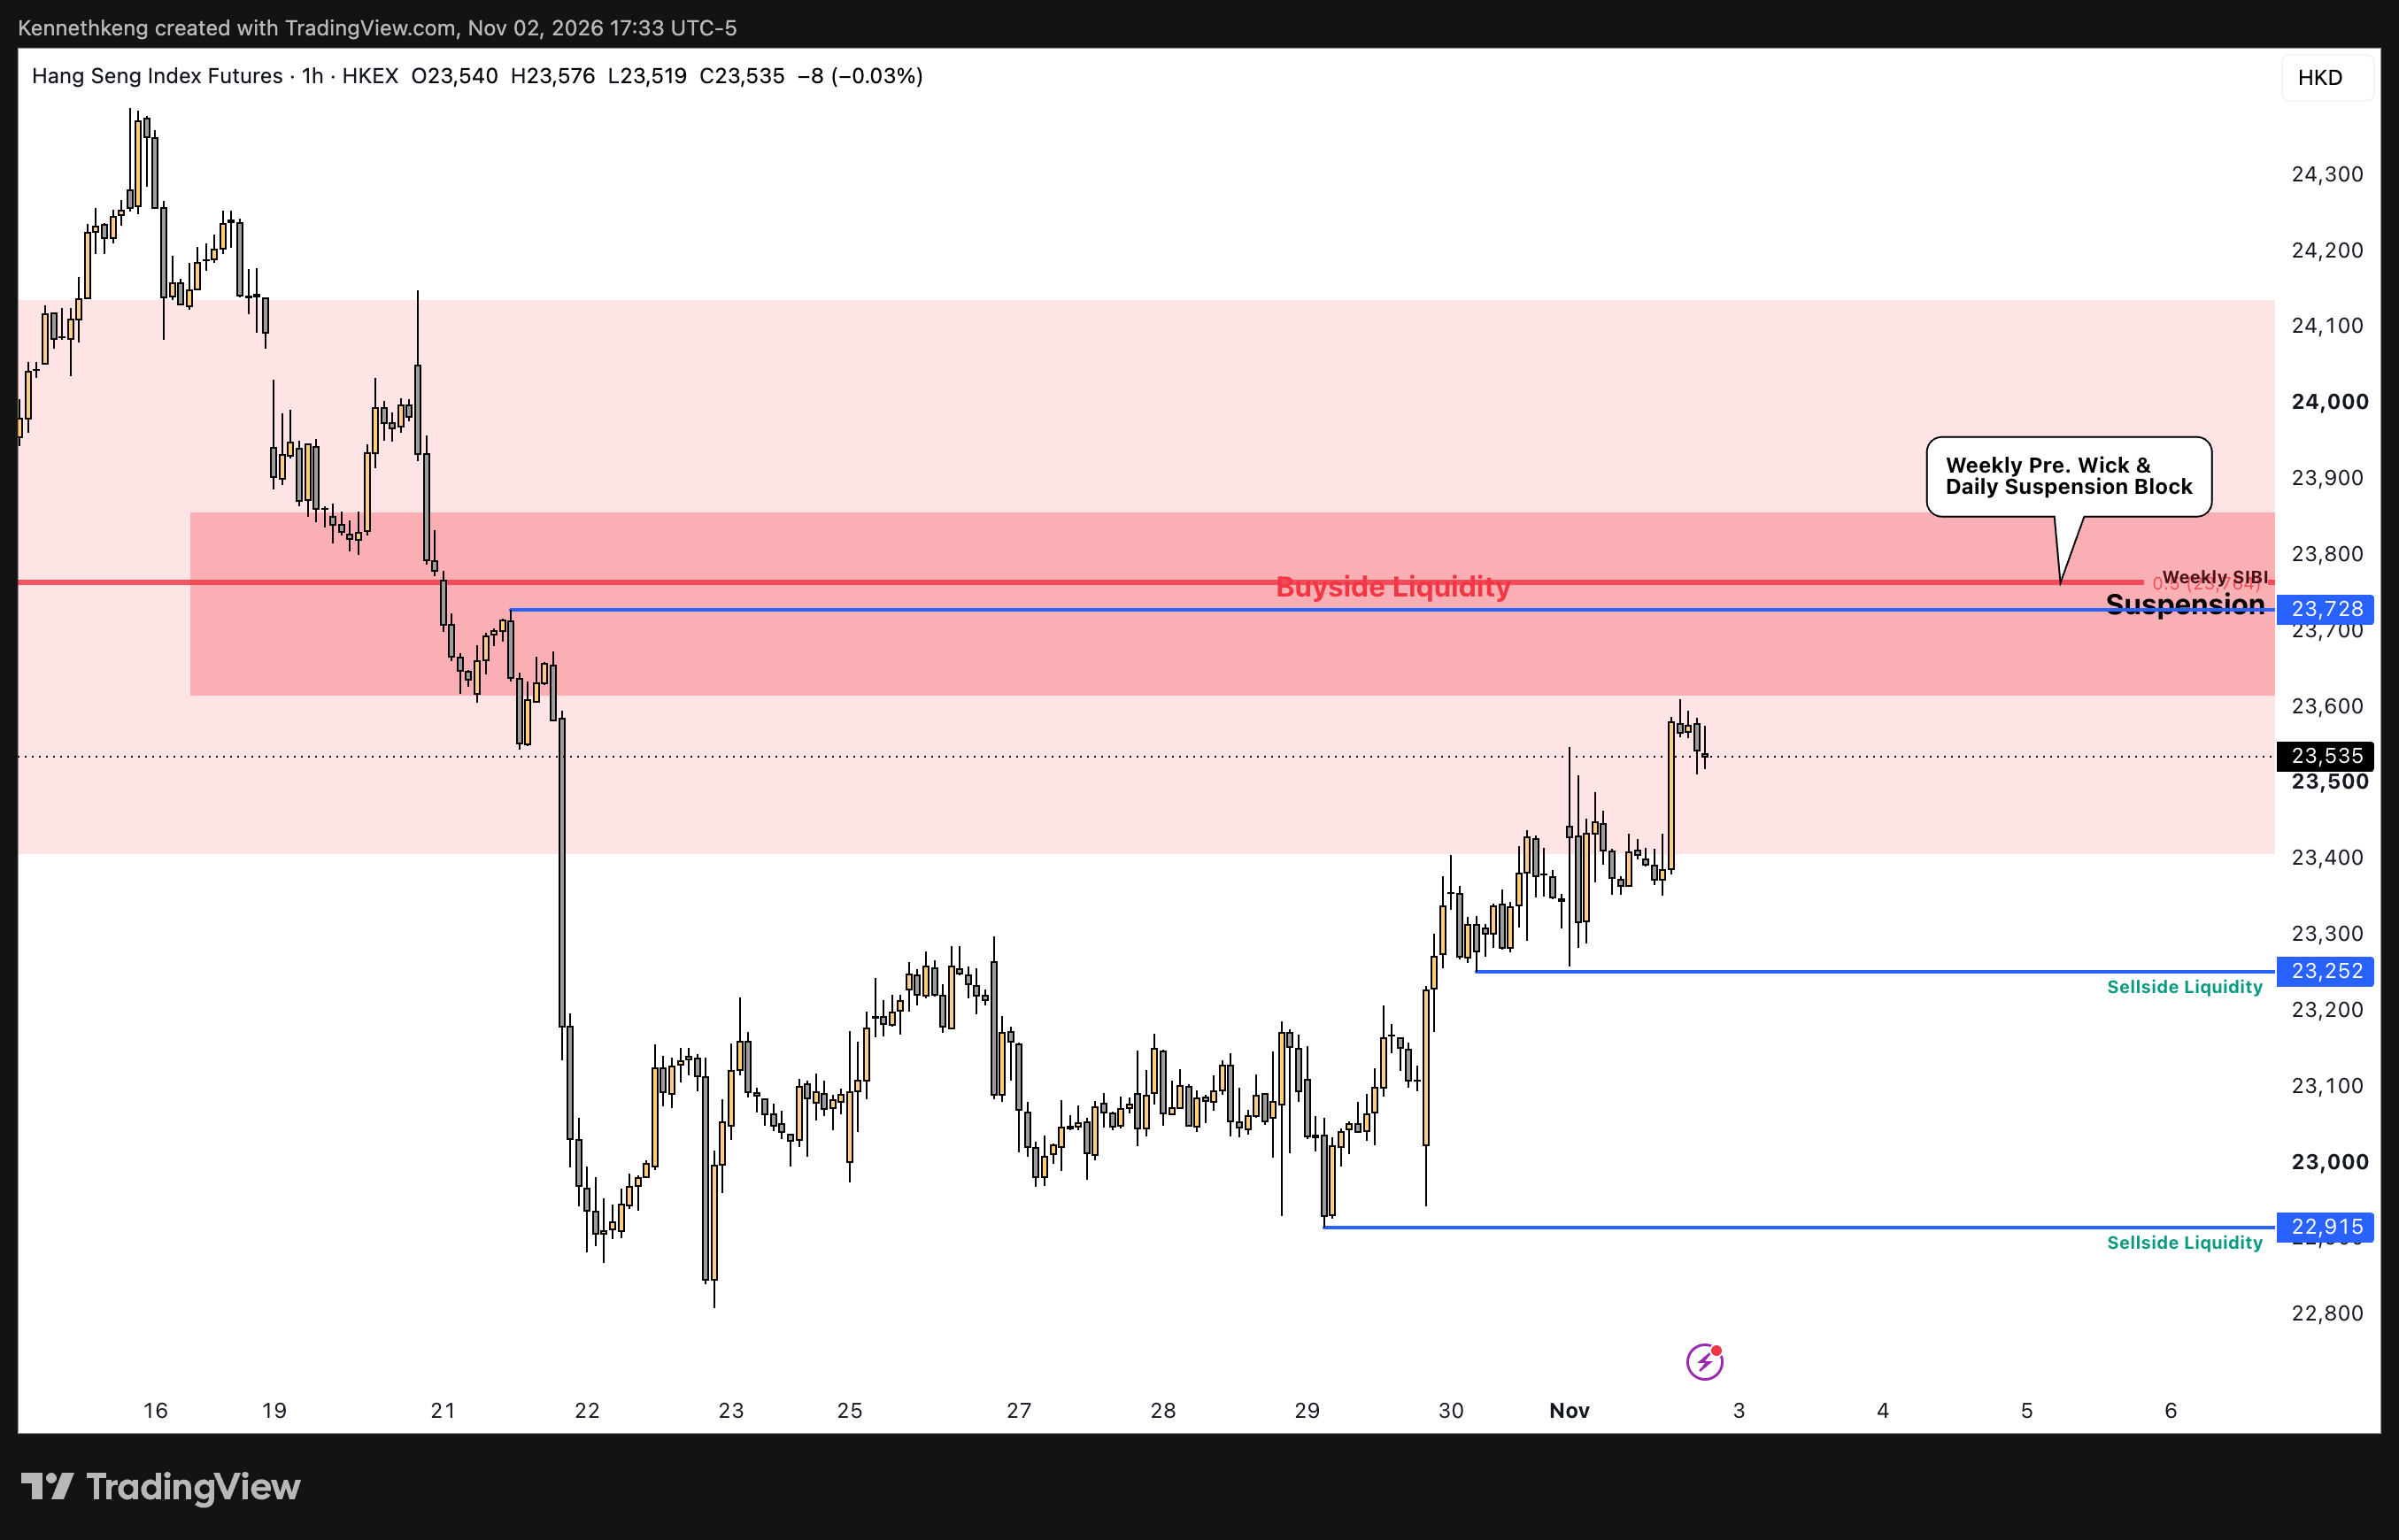 Kennethkeng created with TradingView.com, Nov 02, 2026 17:33 UTC-5
Hang Seng Index Futures · 1h · HKEX O23,540 H23,576 L23,519 C23,535 −8 (−0.03%)
HKD
24,300
24,200
24,100
24,000
Weekly Pre. Wick &
Daily Suspension Block
23,900
23,800
Buyside Liquidity
Weekly SIBI
0.5 (23,764)
Suspension
23,728
23,700
23,600
23,535
23,500
23,400
23,300
23,252
Sellside Liquidity
23,200
23,100
23,000
22,915
Sellside Liquidity
22,800
16 19 21 22 23 25 27 28 29 30 Nov 3 4 5 6
TradingView